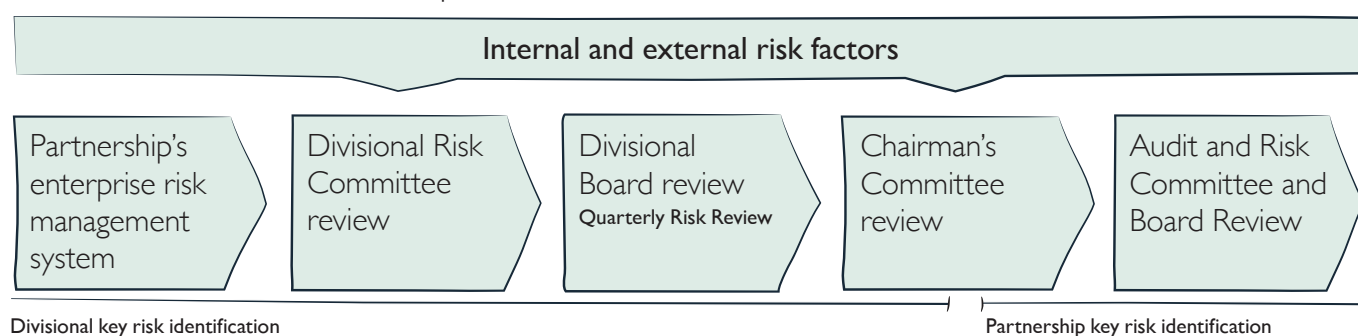 Internal and external risk factors
Partnership's
enterprise risk
management
system
Divisional Risk
Committee
review
Divisional
Board review
Quarterly Risk Review
Chairman's
Committee
review
Audit and Risk
Committee and
Board Review
Divisional key risk identification
Partnership key risk identification